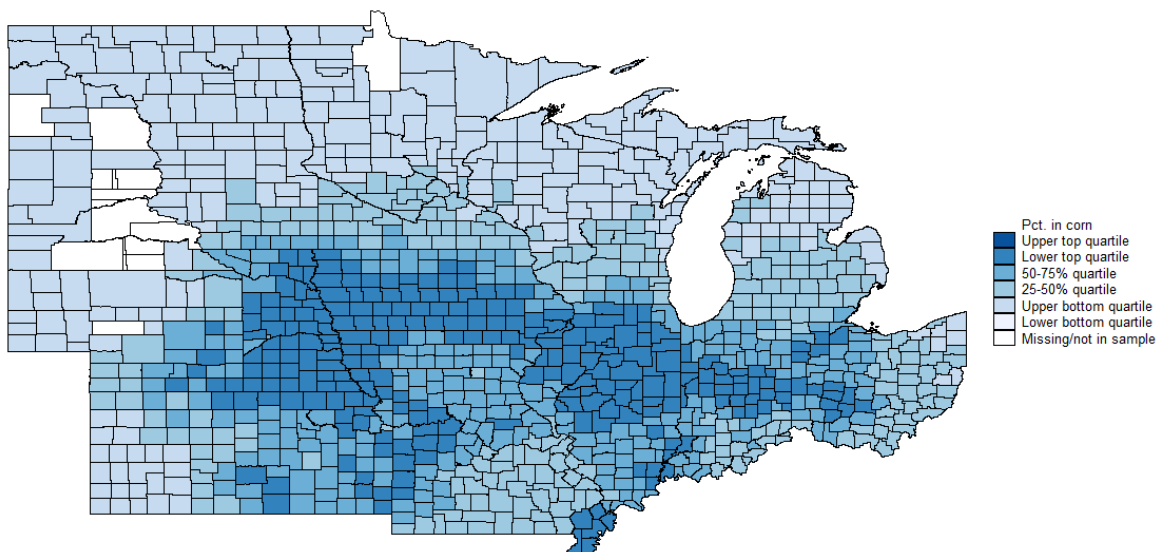 Pct. in corn
Upper top quartile
Lower top quartile
50-75% quartile
25-50% quartile
Upper bottom quartile
Lower bottom quartile
Missing/not in sample